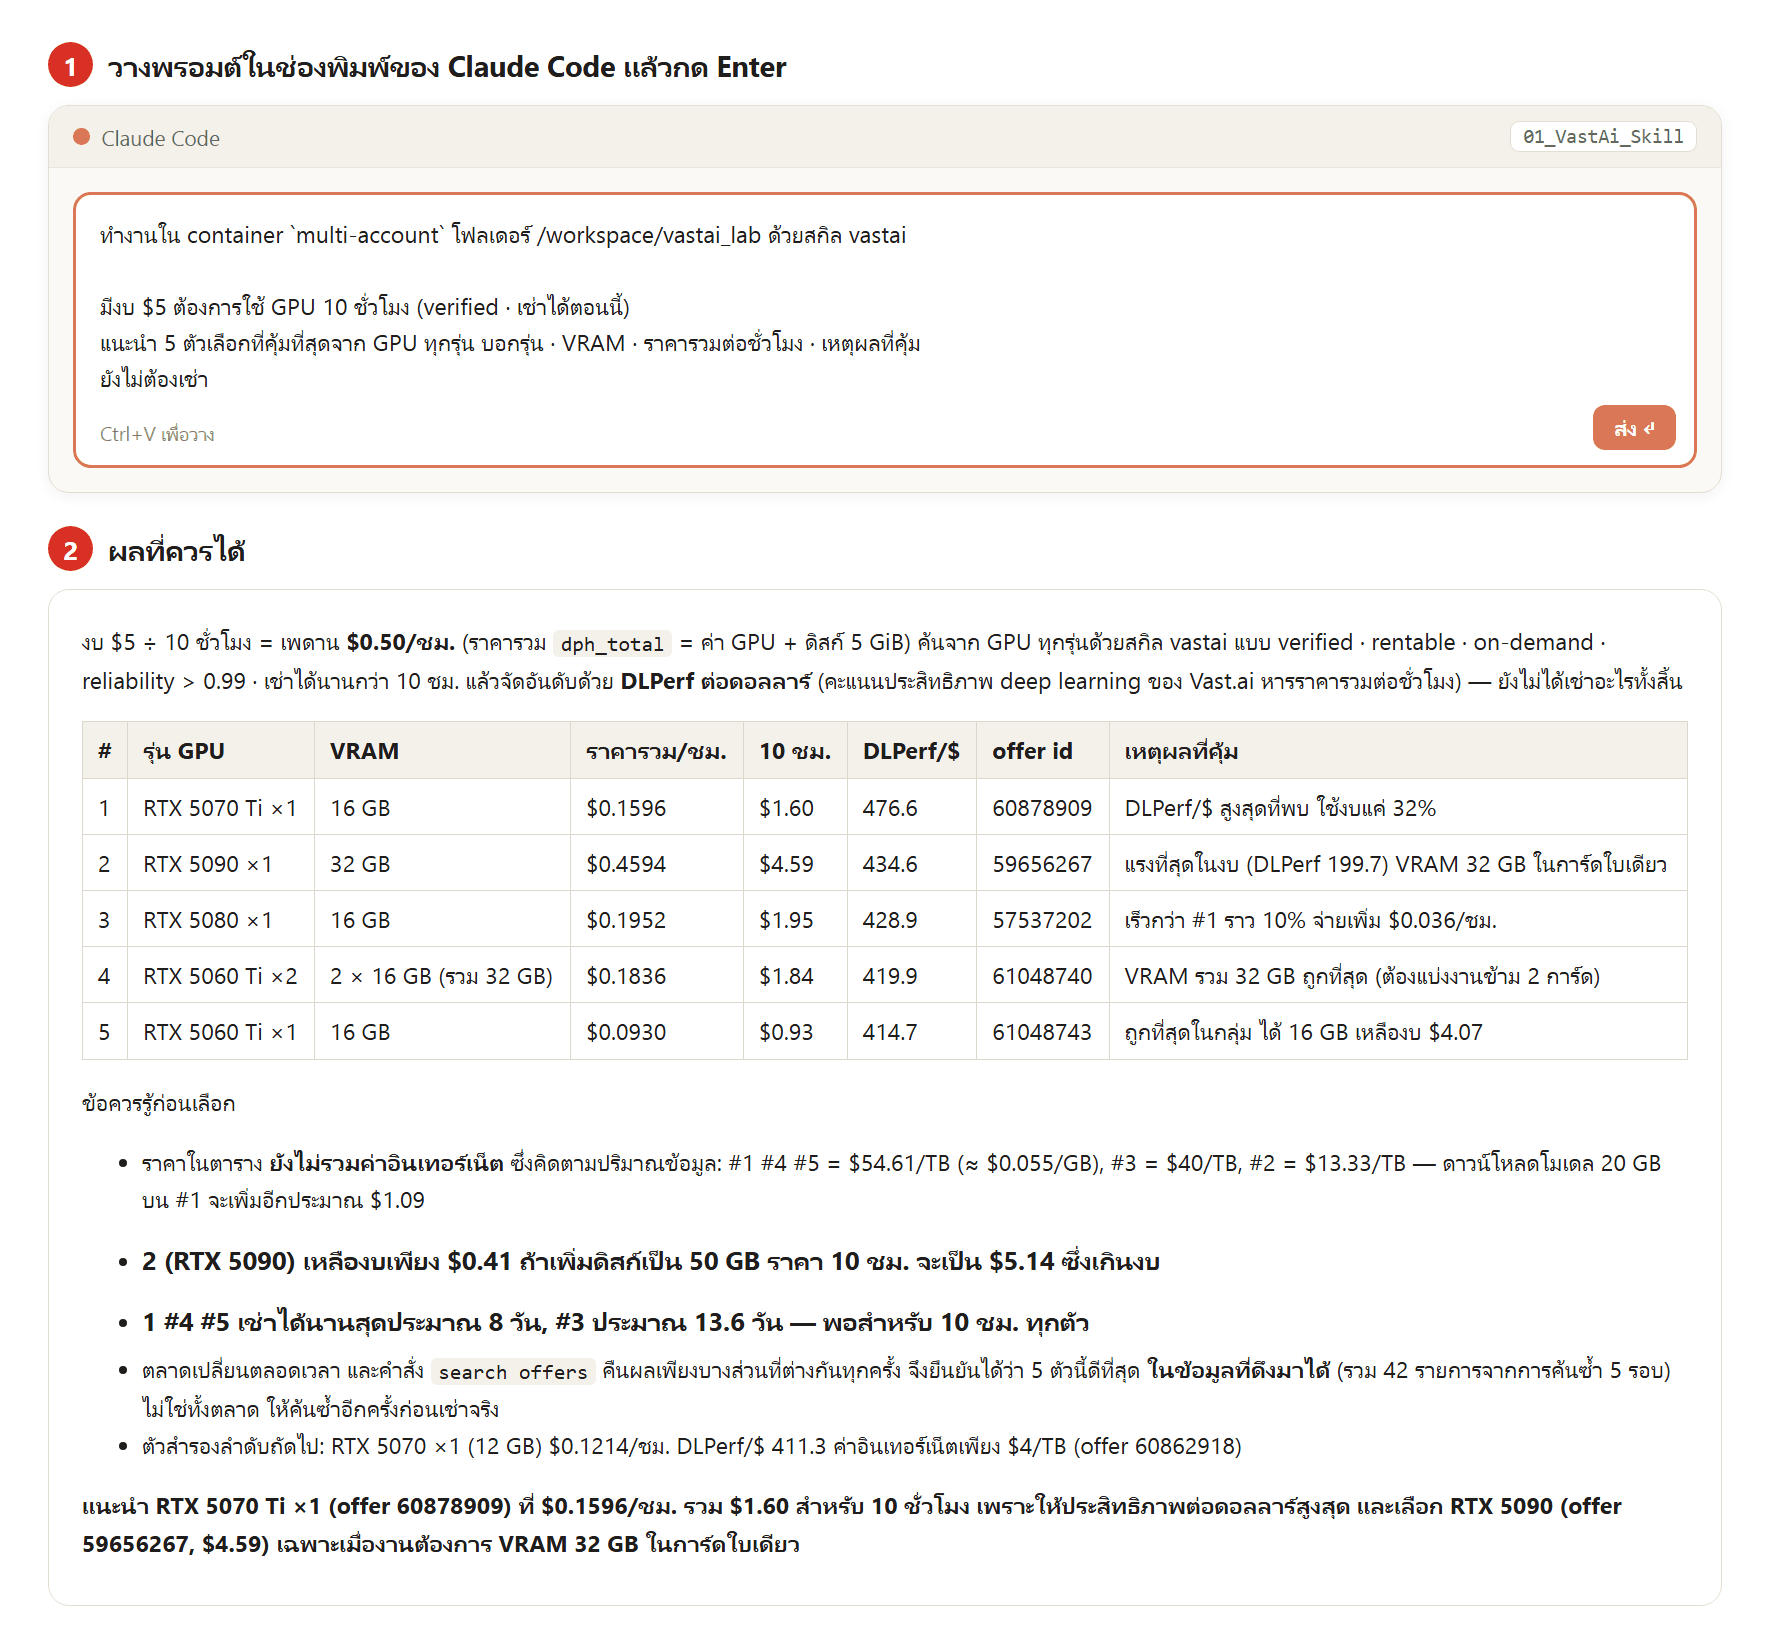 1 วางพรอมต์ในช่องพิมพ์ของ Claude Code แล้วกด Enter
Claude Code
01_VastAi_Skill
ทำงานใน container `multi-account` โฟลเดอร์ /workspace/vastai_lab ด้วยสกิล vastai
มีงบ $5 ต้องการใช้ GPU 10 ชั่วโมง (verified · เช่าได้ตอนนี้)
แนะนำ 5 ตัวเลือกที่คุ้มที่สุดจาก GPU ทุกรุ่น บอกรุ่น · VRAM · ราคารวมต่อชั่วโมง · เหตุผลที่คุ้ม
ยังไม่ต้องเช่า
Ctrl+V เพื่อวาง
ส่ง ⏎
2 ผลที่ควรได้
งบ $5 ÷ 10 ชั่วโมง = เพดาน $0.50/ชม. (ราคารวม dph_total = ค่า GPU + ดิสก์ 5 GiB) ค้นจาก GPU ทุกรุ่นด้วยสกิล vastai แบบ verified · rentable · on-demand ·
reliability > 0.99 · เช่าได้นานกว่า 10 ชม. แล้วจัดอันดับด้วย DLPerf ต่อดอลลาร์ (คะแนนประสิทธิภาพ deep learning ของ Vast.ai หารราคารวมต่อชั่วโมง) — ยังไม่ได้เช่าอะไรทั้งสิ้น
# รุ่น GPU VRAM ราคารวม/ชม. 10 ชม. DLPerf/$ offer id เหตุผลที่คุ้ม
1 RTX 5070 Ti ×1 16 GB $0.1596 $1.60 476.6 60878909 DLPerf/$ สูงสุดที่พบ ใช้งบแค่ 32%
2 RTX 5090 ×1 32 GB $0.4594 $4.59 434.6 59656267 แรงที่สุดในงบ (DLPerf 199.7) VRAM 32 GB ในการ์ดใบเดียว
3 RTX 5080 ×1 16 GB $0.1952 $1.95 428.9 57537202 เร็วกว่า #1 ราว 10% จ่ายเพิ่ม $0.036/ชม.
4 RTX 5060 Ti ×2 2 × 16 GB (รวม 32 GB) $0.1836 $1.84 419.9 61048740 VRAM รวม 32 GB ถูกที่สุด (ต้องแบ่งงานข้าม 2 การ์ด)
5 RTX 5060 Ti ×1 16 GB $0.0930 $0.93 414.7 61048743 ถูกที่สุดในกลุ่ม ได้ 16 GB เหลืองบ $4.07
ข้อควรรู้ก่อนเลือก
• ราคาในตาราง ยังไม่รวมค่าอินเทอร์เน็ต ซึ่งคิดตามปริมาณข้อมูล: #1 #4 #5 = $54.61/TB (≈ $0.055/GB), #3 = $40/TB, #2 = $13.33/TB — ดาวน์โหลดโมเดล 20 GB
บน #1 จะเพิ่มอีกประมาณ $1.09
• 2 (RTX 5090) เหลืองบเพียง $0.41 ถ้าเพิ่มดิสก์เป็น 50 GB ราคา 10 ชม. จะเป็น $5.14 ซึ่งเกินงบ
• 1 #4 #5 เช่าได้นานสุดประมาณ 8 วัน, #3 ประมาณ 13.6 วัน — พอสำหรับ 10 ชม. ทุกตัว
• ตลาดเปลี่ยนตลอดเวลา และคำสั่ง search offers คืนผลเพียงบางส่วนที่ต่างกันทุกครั้ง จึงยืนยันได้ว่า 5 ตัวนี้ดีที่สุด ในข้อมูลที่ดึงมาได้ (รวม 42 รายการจากการค้นซ้ำ 5 รอบ)
ไม่ใช่ทั้งตลาด ให้ค้นซ้ำอีกครั้งก่อนเช่าจริง
• ตัวสำรองลำดับถัดไป: RTX 5070 ×1 (12 GB) $0.1214/ชม. DLPerf/$ 411.3 ค่าอินเทอร์เน็ตเพียง $4/TB (offer 60862918)
แนะนำ RTX 5070 Ti ×1 (offer 60878909) ที่ $0.1596/ชม. รวม $1.60 สำหรับ 10 ชั่วโมง เพราะให้ประสิทธิภาพต่อดอลลาร์สูงสุด และเลือก RTX 5090 (offer
59656267, $4.59) เฉพาะเมื่องานต้องการ VRAM 32 GB ในการ์ดใบเดียว